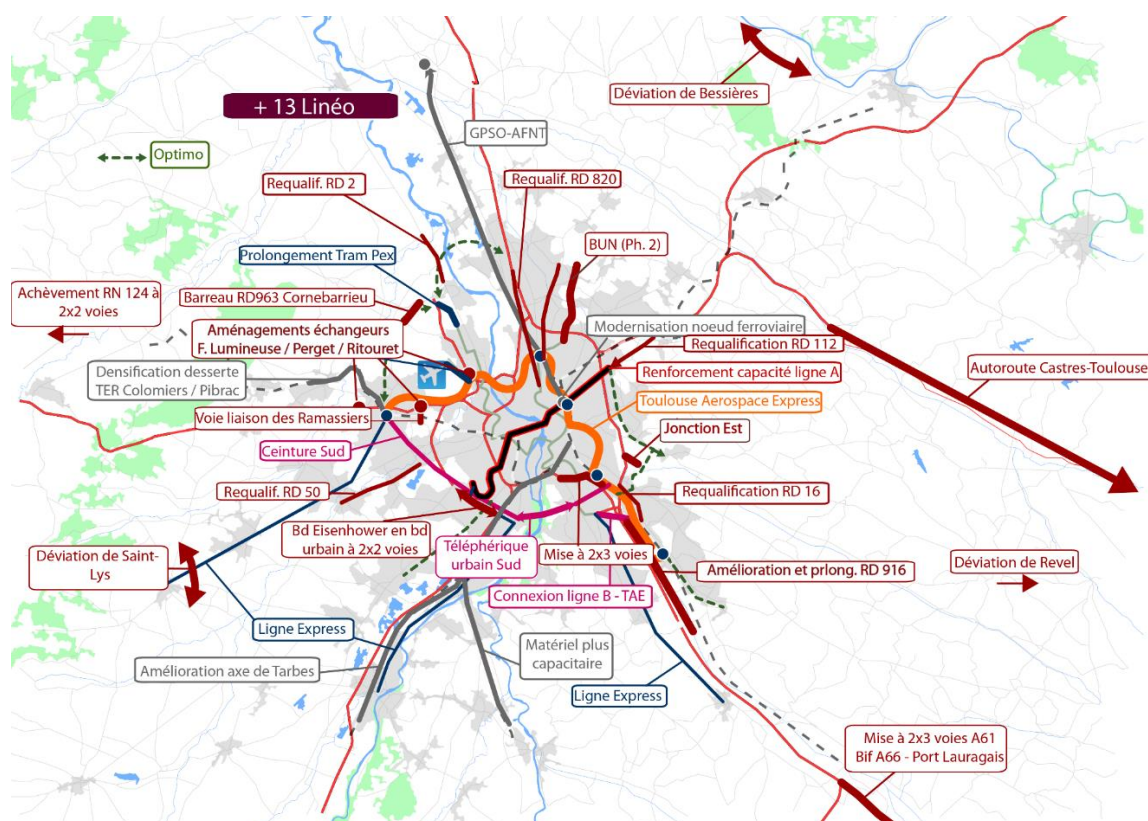 + 13 Linéo
Optimo
GPSO-AFNT
Déviation de Bessières
Requalif. RD 2
Requalif. RD 820
Prolongement Tram Pex
BUN (Ph. 2)
Achèvement RN 124 à
2x2 voies
Barreau RD963 Cornebarrieu
Aménagements échangeurs
F. Lumineuse / Perget / Ritouret
Modernisation noeud ferroviaire
Requalification RD 112
Densification desserte
TER Colomiers / Pibrac
Renforcement capacité ligne A
Autoroute Castres-Toulouse
Toulouse Aerospace Express
Voie liaison des Ramassiers
Jonction Est
Ceinture Sud
Requalif. RD 50
Requalification RD 16
Bd Eisenhower en bd
urbain à 2x2 voies
Téléphérique
urbain Sud
Mise à 2x3 voies
Déviation de Saint-
Lys
Amélioration et prlong. RD 916
Déviation de Revel
Connexion ligne B - TAE
Ligne Express
Matériel plus
capacitaire
Amélioration axe de Tarbes
Ligne Express
Mise à 2x3 voies A61
Bif A66 - Port Lauragais